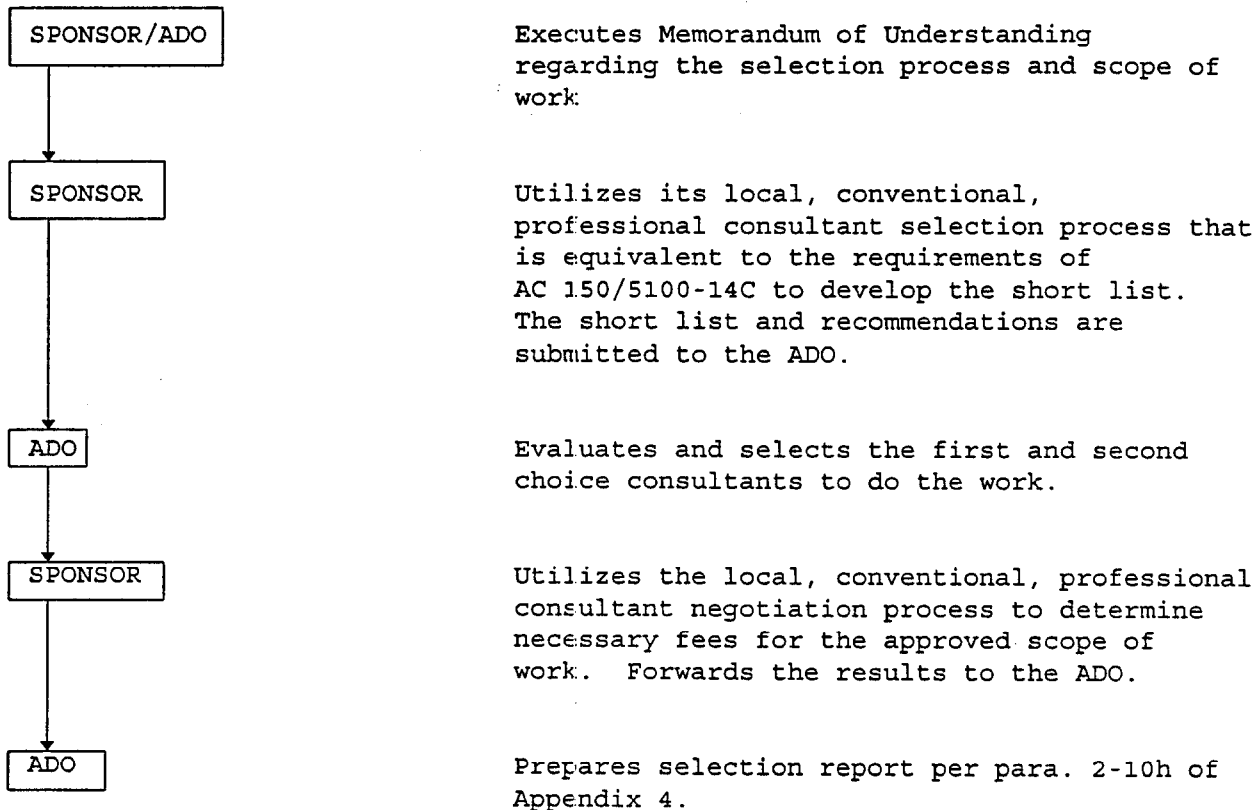 SPONSOR/ADO
Executes Memorandum of Understanding
regarding the selection process and scope of
work.
SPONSOR
Utilizes its local, conventional,
professional consultant selection process that
is equivalent to the requirements of
AC 150/5100-14C to develop the short list.
The short list and recommendations are
submitted to the ADO.
ADO
Evaluates and selects the first and second
choice consultants to do the work.
SPONSOR
Utilizes the local, conventional, professional
consultant negotiation process to determine
necessary fees for the approved scope of
work. Forwards the results to the ADO.
ADO
Prepares selection report per para. 2-10h of
Appendix 4.